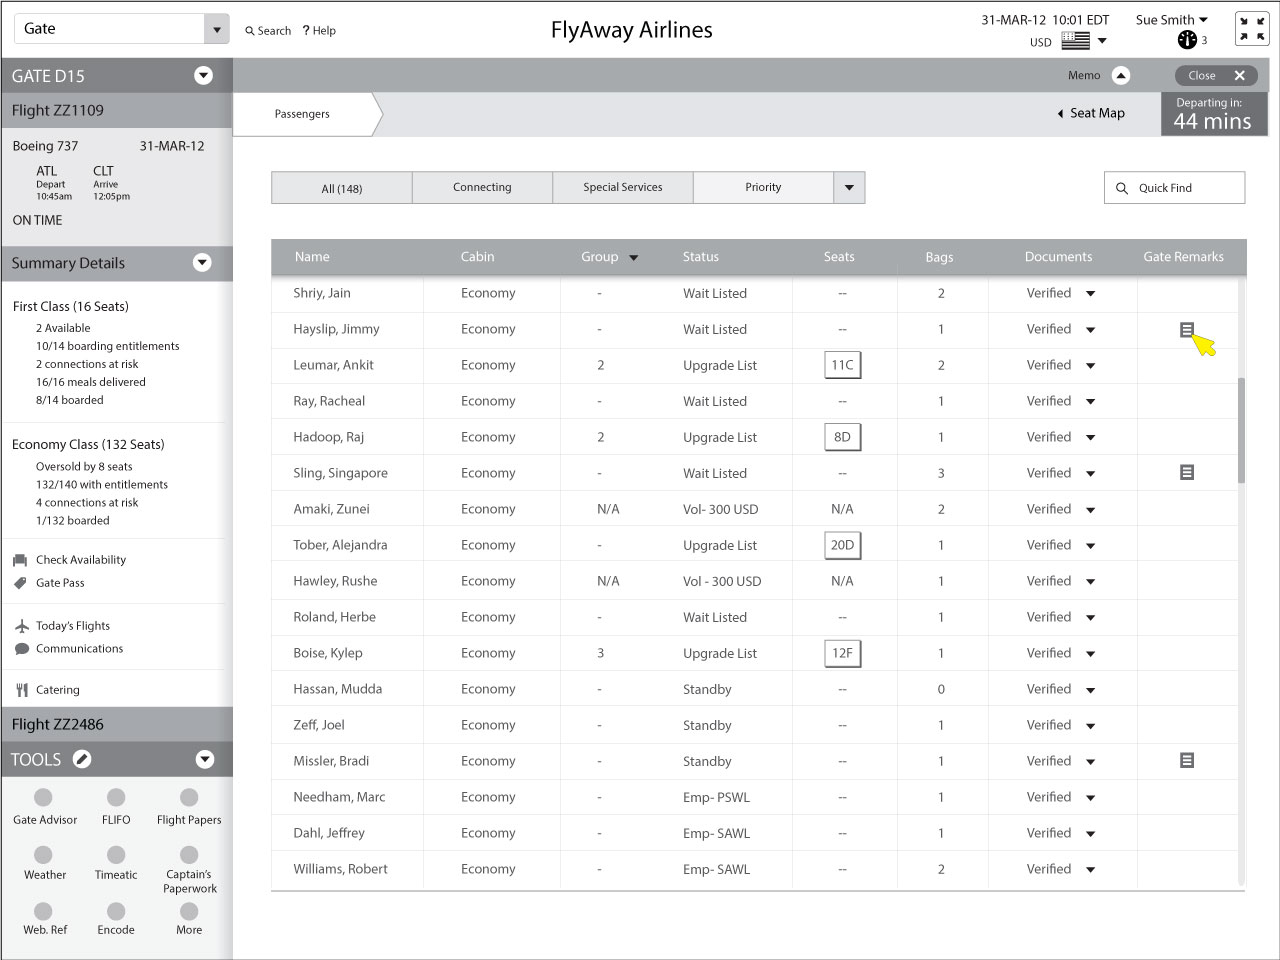 Gate
Search ? Help
FlyAway Airlines
31-MAR-12 10:01 EDT
Sue Smith
USD
3
GATE D15
Memo
Close
Flight ZZ1109
Passengers
Seat Map
Departing in:
44 mins
Boeing 737 31-MAR-12
ATL CLT
Depart Arrive
10:45am 12:05pm
ON TIME
Summary Details
First Class (16 Seats)
2 Available
10/14 boarding entitlements
2 connections at risk
16/16 meals delivered
8/14 boarded
Economy Class (132 Seats)
Oversold by 8 seats
132/140 with entitlements
4 connections at risk
1/132 boarded
Check Availability
Gate Pass
Today's Flights
Communications
Catering
Flight ZZ2486
TOOLS
Gate Advisor FLIFO Flight Papers
Weather Timeatic Captain's
Paperwork
Web. Ref Encode More
All (148) Connecting Special Services Priority
Quick Find
Name Cabin Group Status Seats Bags Documents Gate Remarks
Shriy, Jain Economy - Wait Listed -- 2 Verified
Hayslip, Jimmy Economy - Wait Listed -- 1 Verified
Leumar, Ankit Economy 2 Upgrade List 11C 2 Verified
Ray, Racheal Economy - Wait Listed -- 1 Verified
Hadoop, Raj Economy 2 Upgrade List 8D 1 Verified
Sling, Singapore Economy - Wait Listed -- 3 Verified
Amaki, Zunei Economy N/A Vol- 300 USD N/A 2 Verified
Tober, Alejandra Economy - Upgrade List 20D 1 Verified
Hawley, Rushe Economy N/A Vol - 300 USD N/A 1 Verified
Roland, Herbe Economy - Wait Listed -- 1 Verified
Boise, Kylep Economy 3 Upgrade List 12F 1 Verified
Hassan, Mudda Economy - Standby -- 0 Verified
Zeff, Joel Economy - Standby -- 1 Verified
Missler, Bradi Economy - Standby -- 1 Verified
Needham, Marc Economy - Emp- PSWL -- 1 Verified
Dahl, Jeffrey Economy - Emp- SAWL -- 1 Verified
Williams, Robert Economy - Emp- SAWL -- 2 Verified